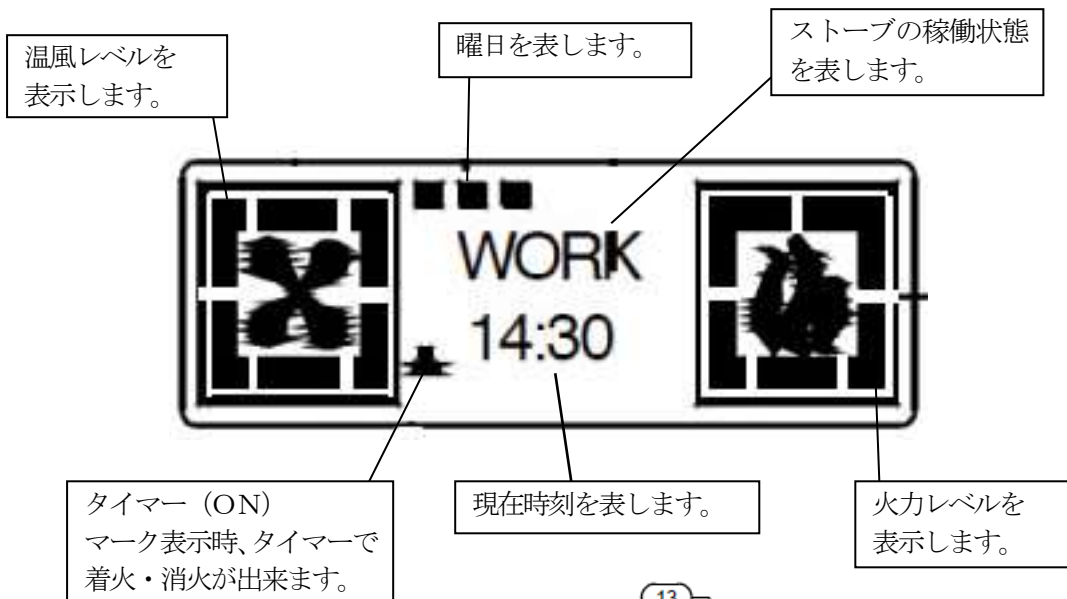 温風レベルを
表示します。
曜日を表します。
ストーブの稼働状態
を表します。
WORK
14:30
タイマー（ON）
マーク表示時、タイマーで
着火・消火が出来ます。
現在時刻を表します。
火力レベルを
表示します。
13